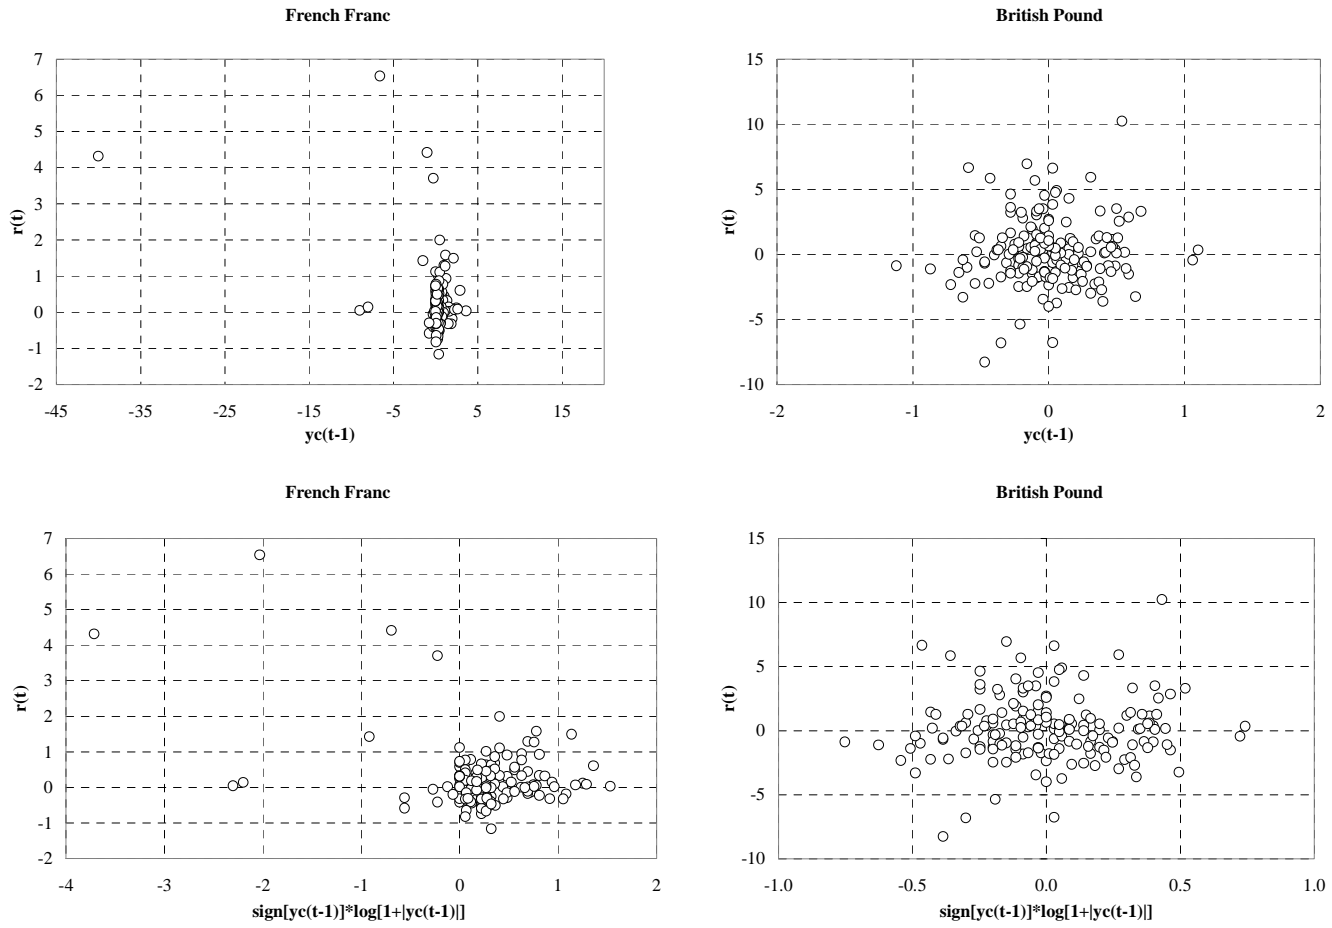 French Franc
7
6
5
4
3
2
1
0
-1
-2
r(t)
-45 -35 -25 -15 -5 5 15
yc(t-1)
British Pound
15
10
5
0
-5
-10
r(t)
-2 -1 0 1 2
yc(t-1)
French Franc
7
6
5
4
3
2
1
0
-1
-2
r(t)
-4 -3 -2 -1 0 1 2
sign[yc(t-1)]*log[1+|yc(t-1)|]
British Pound
15
10
5
0
-5
-10
r(t)
-1.0 -0.5 0.0 0.5 1.0
sign[yc(t-1)]*log[1+|yc(t-1)|]